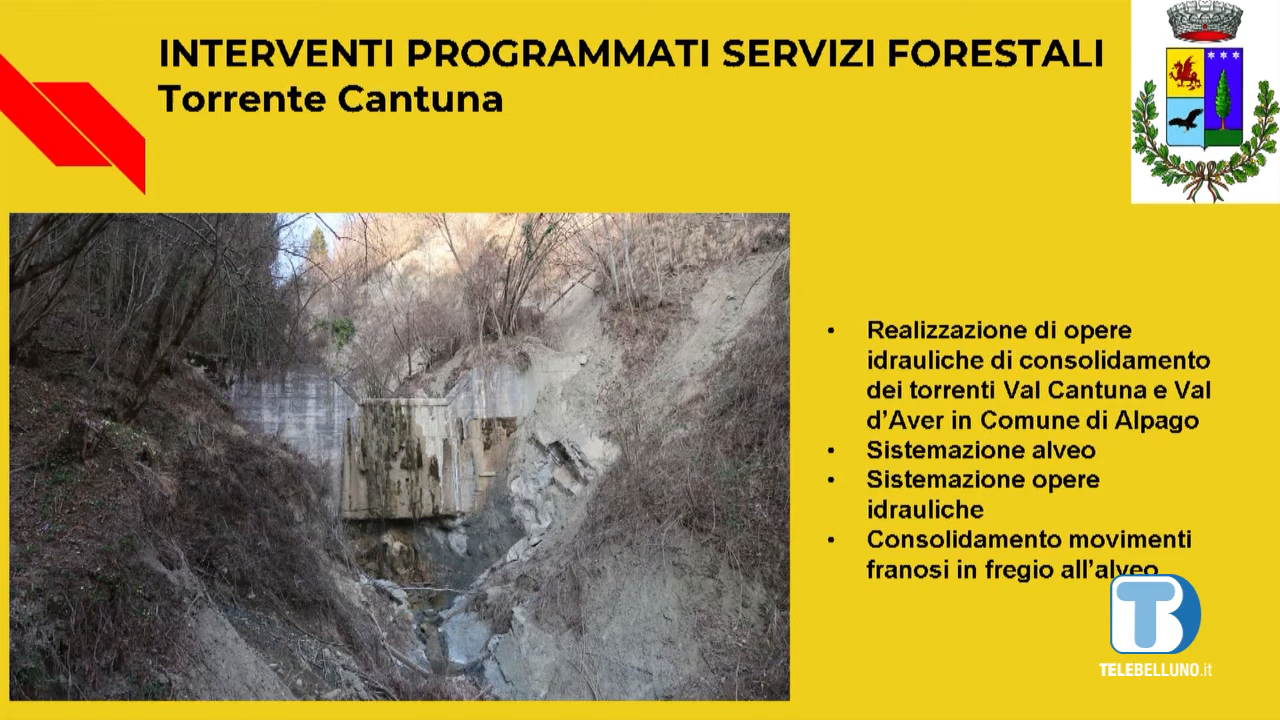 INTERVENTI PROGRAMMATI SERVIZI FORESTALI
Torrente Cantuna
• Realizzazione di opere
idrauliche di consolidamento
dei torrenti Val Cantuna e Val
d'Aver in Comune di Alpago
• Sistemazione alveo
• Sistemazione opere
idrauliche
• Consolidamento movimenti
franosi in fregio all'alveo
TB
TELEBELLUNO.it